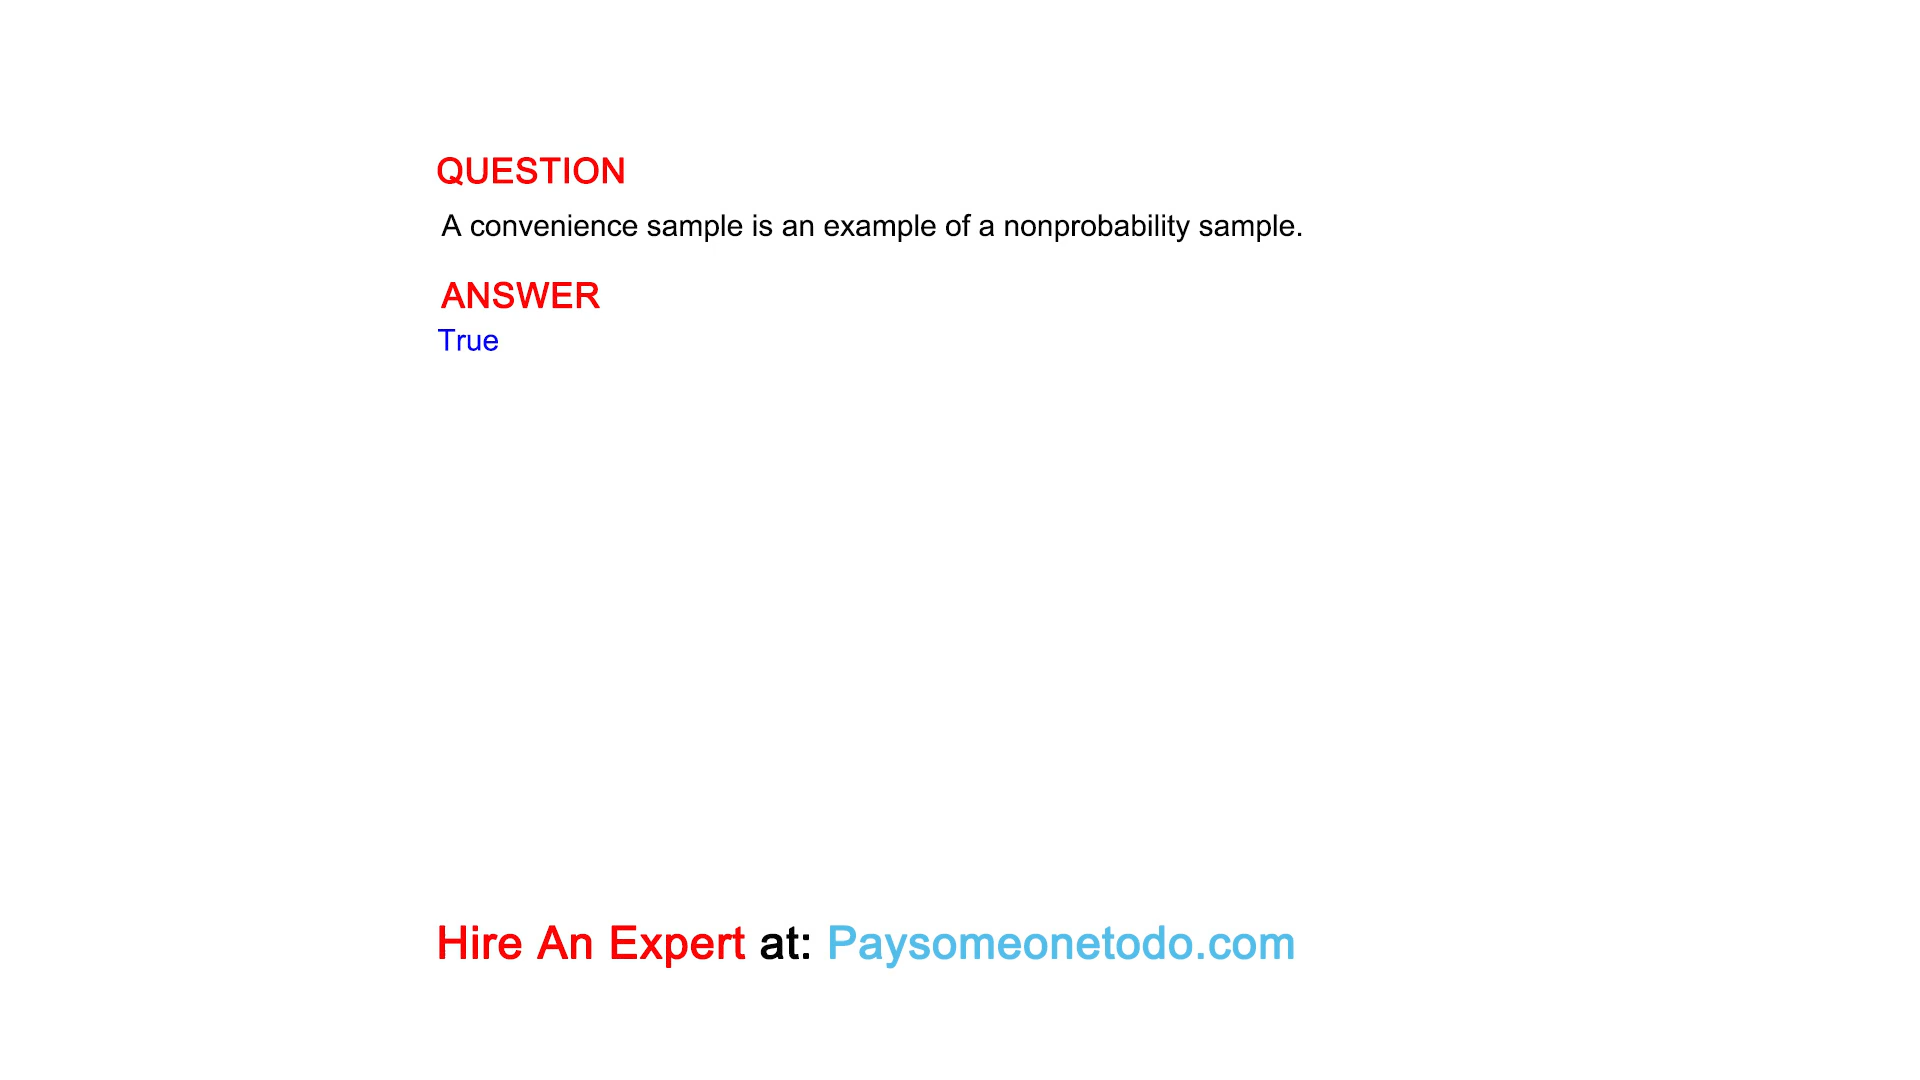 QUESTION
A convenience sample is an example of a nonprobability sample.
ANSWER
True
Hire An Expert at: Paysomeonetodo.com